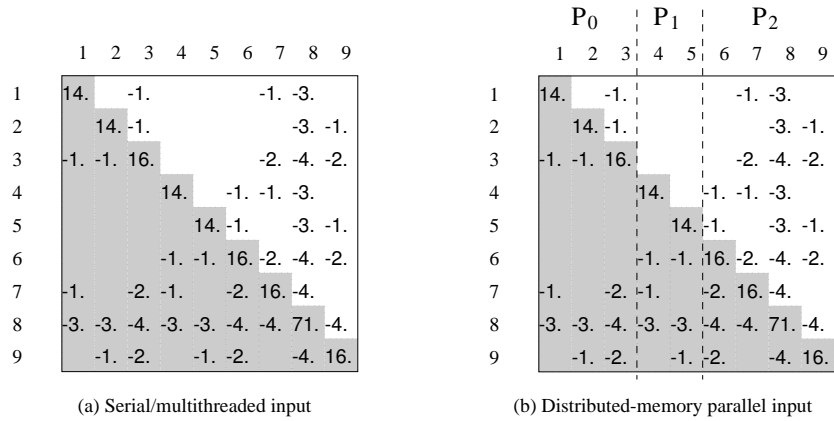 P0 P1 P2
1 2 3 4 5 6 7 8 9 1 2 3 4 5 6 7 8 9
1 14. -1. -1. -3. 1 14. -1. -1. -3.
2 14. -1. -3. -1. 2 14. -1. -3. -1.
3 -1. -1. 16. -2. -4. -2. 3 -1. -1. 16. -2. -4. -2.
4 14. -1. -1. -3. 4 14. -1. -1. -3.
5 14. -1. -3. -1. 5 14. -1. -3. -1.
6 -1. -1. 16. -2. -4. -2. 6 -1. -1. 16. -2. -4. -2.
7 -1. -2. -1. -2. 16. -4. 7 -1. -2. -1. -2. 16. -4.
8 -3. -3. -4. -3. -3. -4. -4. 71. -4. 8 -3. -3. -4. -3. -3. -4. -4. 71. -4.
9 -1. -2. -1. -2. -4. 16. 9 -1. -2. -1. -2. -4. 16.
(a) Serial/multithreaded input (b) Distributed-memory parallel input